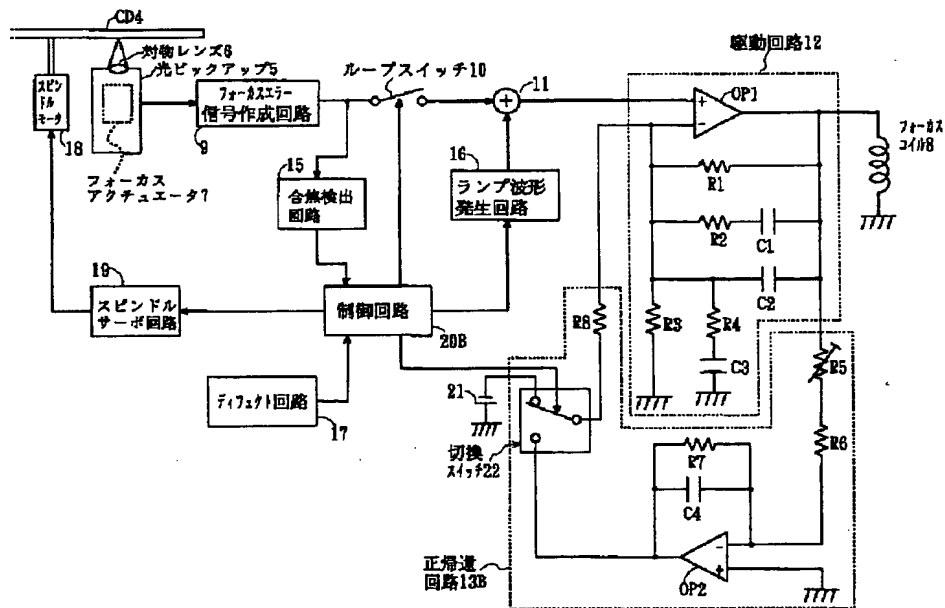 CD4
対物レンズ6
光ピックアップ5
スピン
ドル
モータ
18
フォーカス
アクチュエータ7
フォーカスエラー
信号作成回路
9
ループスイッチ10
11
駆動回路12
OP1
フォーカス
コイル8
15
合焦検出
回路
16
ランプ波形
発生回路
R1
R2
C1
C2
R3
R4
C3
R8
R5
R6
19
スピンドル
サーボ回路
制御回路
20B
ディフェクト回路
17
21
切換
スイッチ22
R7
C4
OP2
正帰還
回路13B